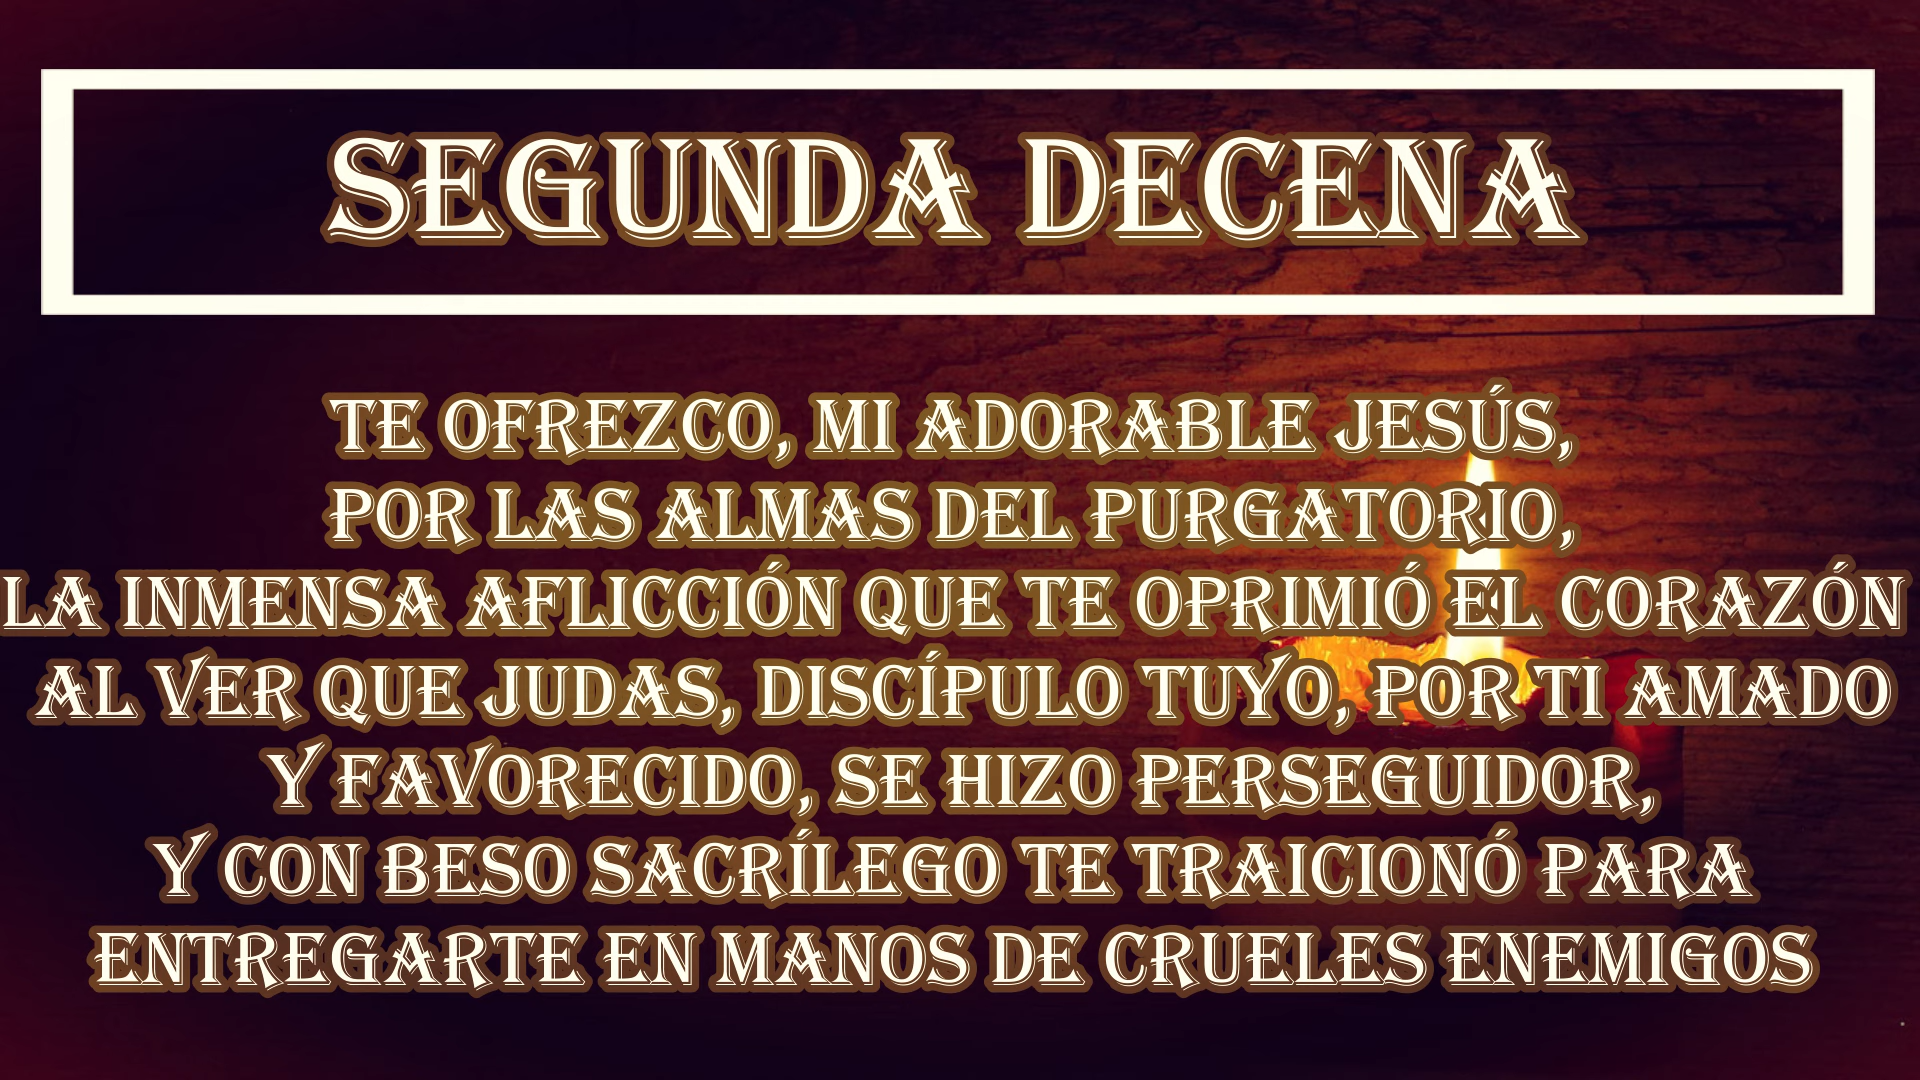 SEGUNDA DECENA
TE OFREZCO, MI ADORABLE JESÚS,
POR LAS ALMAS DEL PURGATORIO,
LA INMENSA AFLICCIÓN QUE TE OPRIMIÓ EL CORAZÓN
AL VER QUE JUDAS, DISCÍPULO TUYO, POR TI AMADO
Y FAVORECIDO, SE HIZO PERSEGUIDOR,
Y CON BESO SACRÍLEGO TE TRAICIONÓ PARA
ENTREGARTE EN MANOS DE CRUELES ENEMIGOS